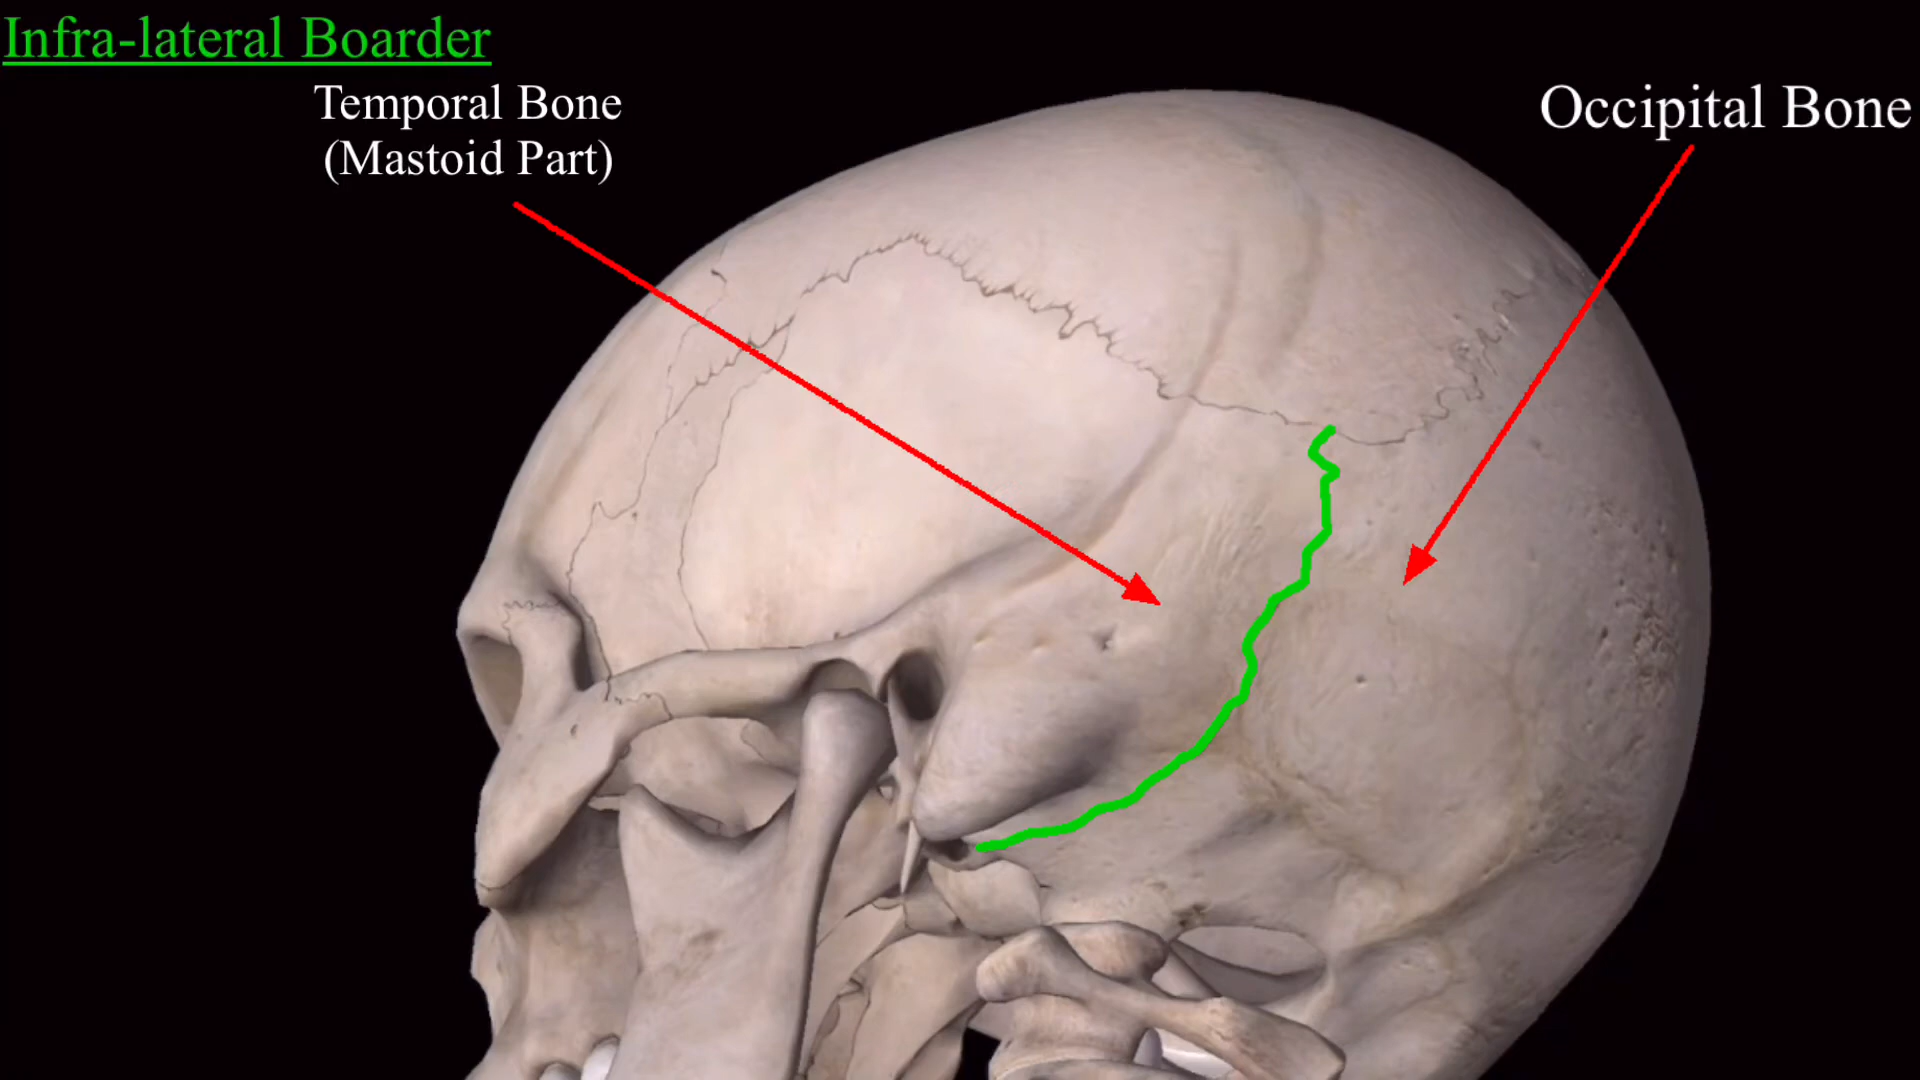 Infra-lateral Boarder
Temporal Bone
(Mastoid Part)
Occipital Bone